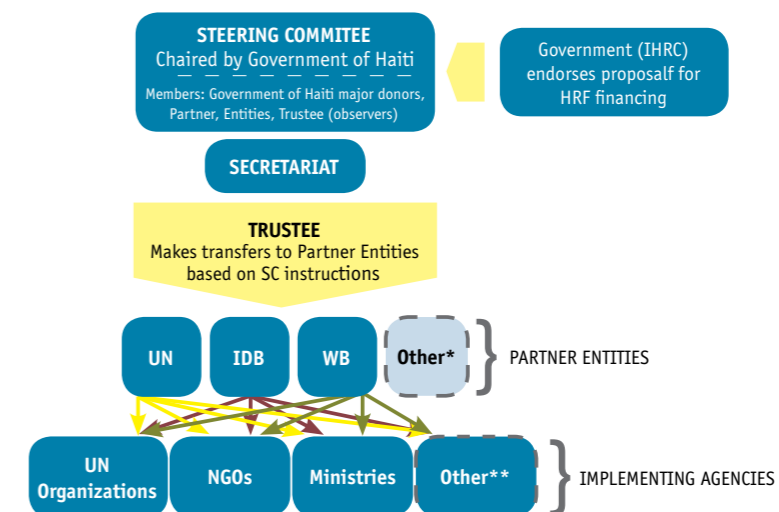 STEERING COMMITEE
Chaired by Government of Haiti
Members: Government of Haiti major donors,
Partner, Entities, Trustee (observers)
Government (IHRC)
endorses proposalf for
HRF financing
SECRETARIAT
TRUSTEE
Makes transfers to Partner Entities
based on SC instructions
UN
IDB
WB
Other*
PARTNER ENTITIES
UN
Organizations
NGOs
Ministries
Other**
IMPLEMENTING AGENCIES